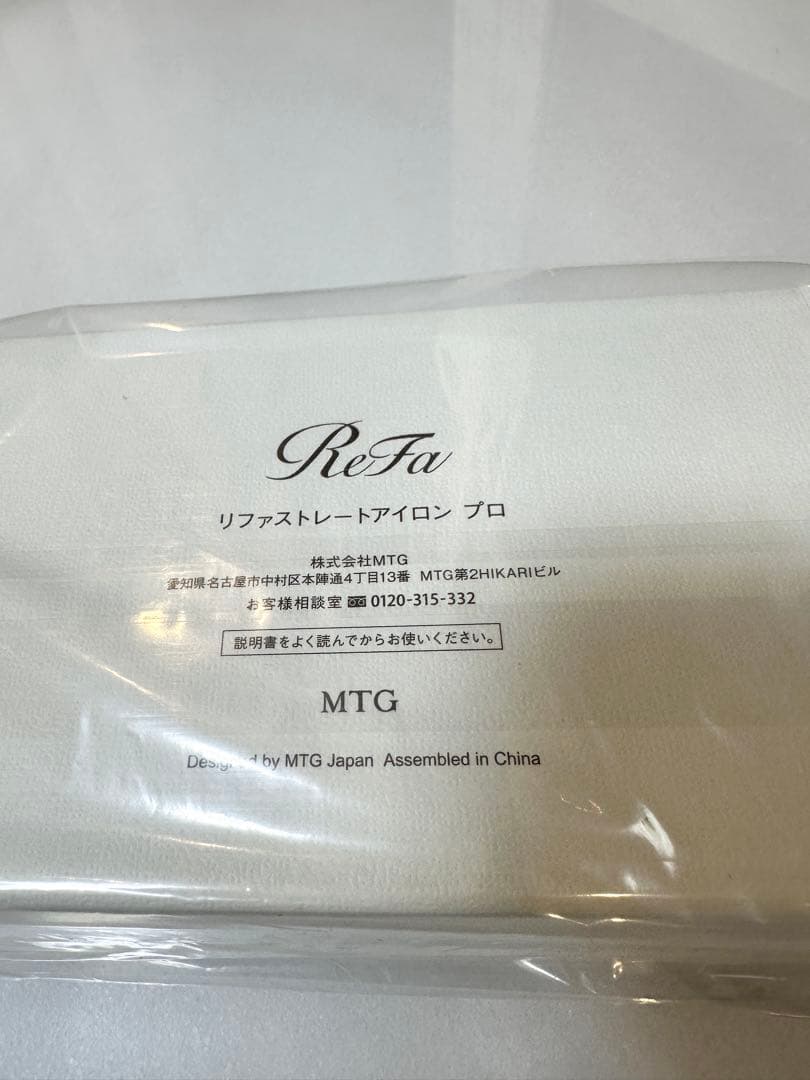 ReFa
リファストレートアイロン プロ
株式会社MTG
愛知県名古屋市中村区本陣通4丁目13番 MTG第2HIKARIビル
お客様相談室 0120-315-332
説明書をよく読んでからお使いください。
MTG
Designed by MTG Japan Assembled in China